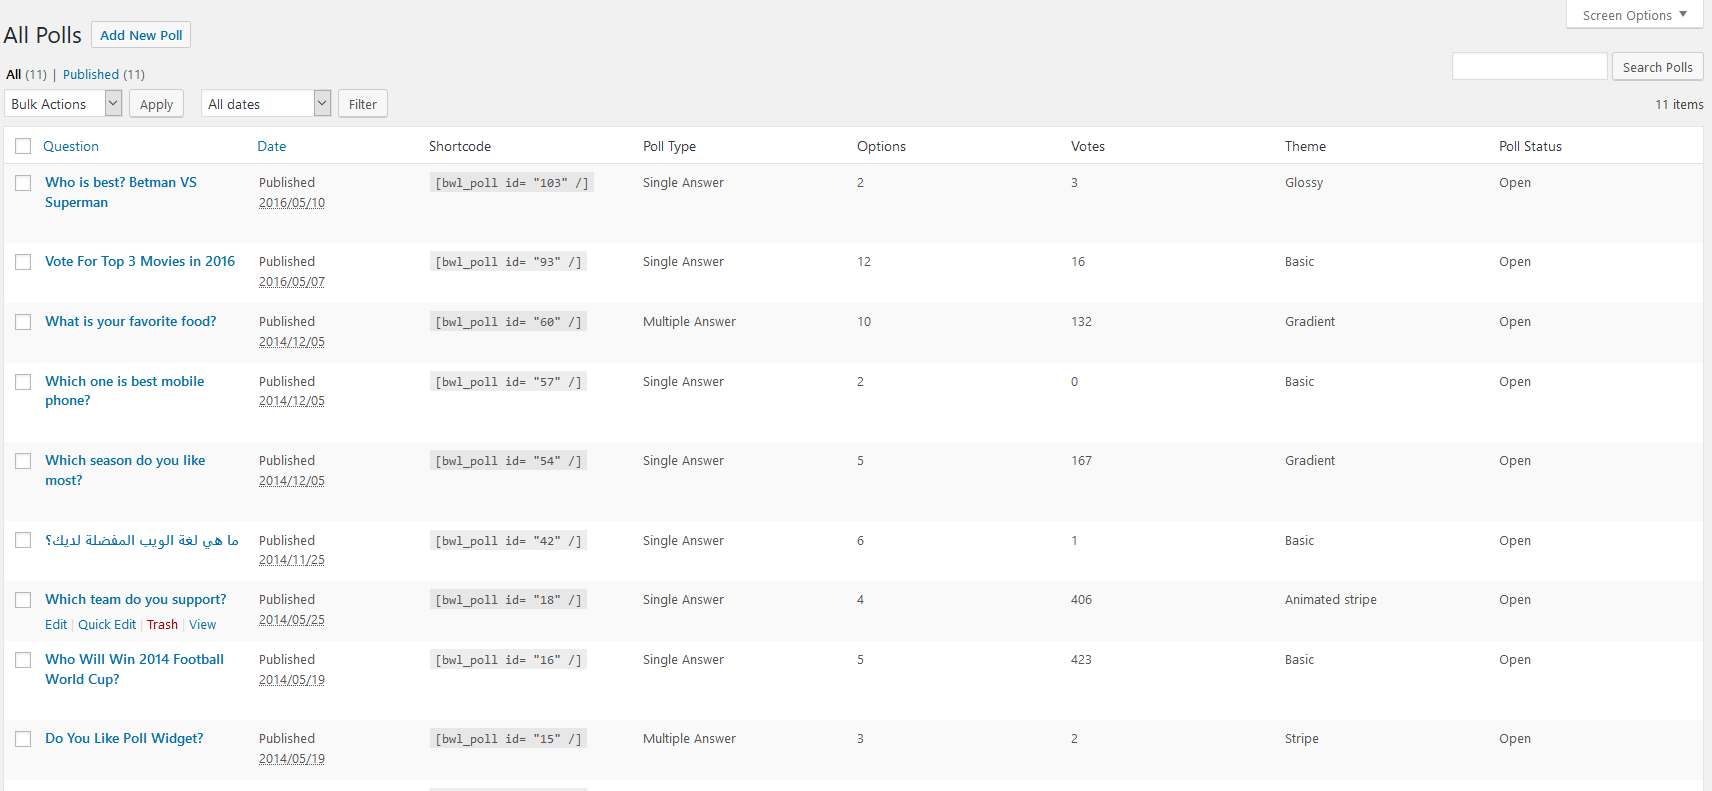 Screen Options
All Polls Add New Poll
All (11) | Published (11)
Search Polls
Bulk Actions Apply All dates Filter 11 items
Question Date Shortcode Poll Type Options Votes Theme Poll Status
Who is best? Betman VS Published [bwl_poll id= "103" /] Single Answer 2 3 Glossy Open
Superman 2016/05/10
Vote For Top 3 Movies in 2016 Published [bwl_poll id= "93" /] Single Answer 12 16 Basic Open
2016/05/07
What is your favorite food? Published [bwl_poll id= "60" /] Multiple Answer 10 132 Gradient Open
2014/12/05
Which one is best mobile Published [bwl_poll id= "57" /] Single Answer 2 0 Basic Open
phone? 2014/12/05
Which season do you like Published [bwl_poll id= "54" /] Single Answer 5 167 Gradient Open
most? 2014/12/05
ما هي لغة الويب المفضلة لديك؟ Published [bwl_poll id= "42" /] Single Answer 6 1 Basic Open
2014/11/25
Which team do you support? Published [bwl_poll id= "18" /] Single Answer 4 406 Animated stripe Open
Edit | Quick Edit | Trash | View 2014/05/25
Who Will Win 2014 Football Published [bwl_poll id= "16" /] Single Answer 5 423 Basic Open
World Cup? 2014/05/19
Do You Like Poll Widget? Published [bwl_poll id= "15" /] Multiple Answer 3 2 Stripe Open
2014/05/19